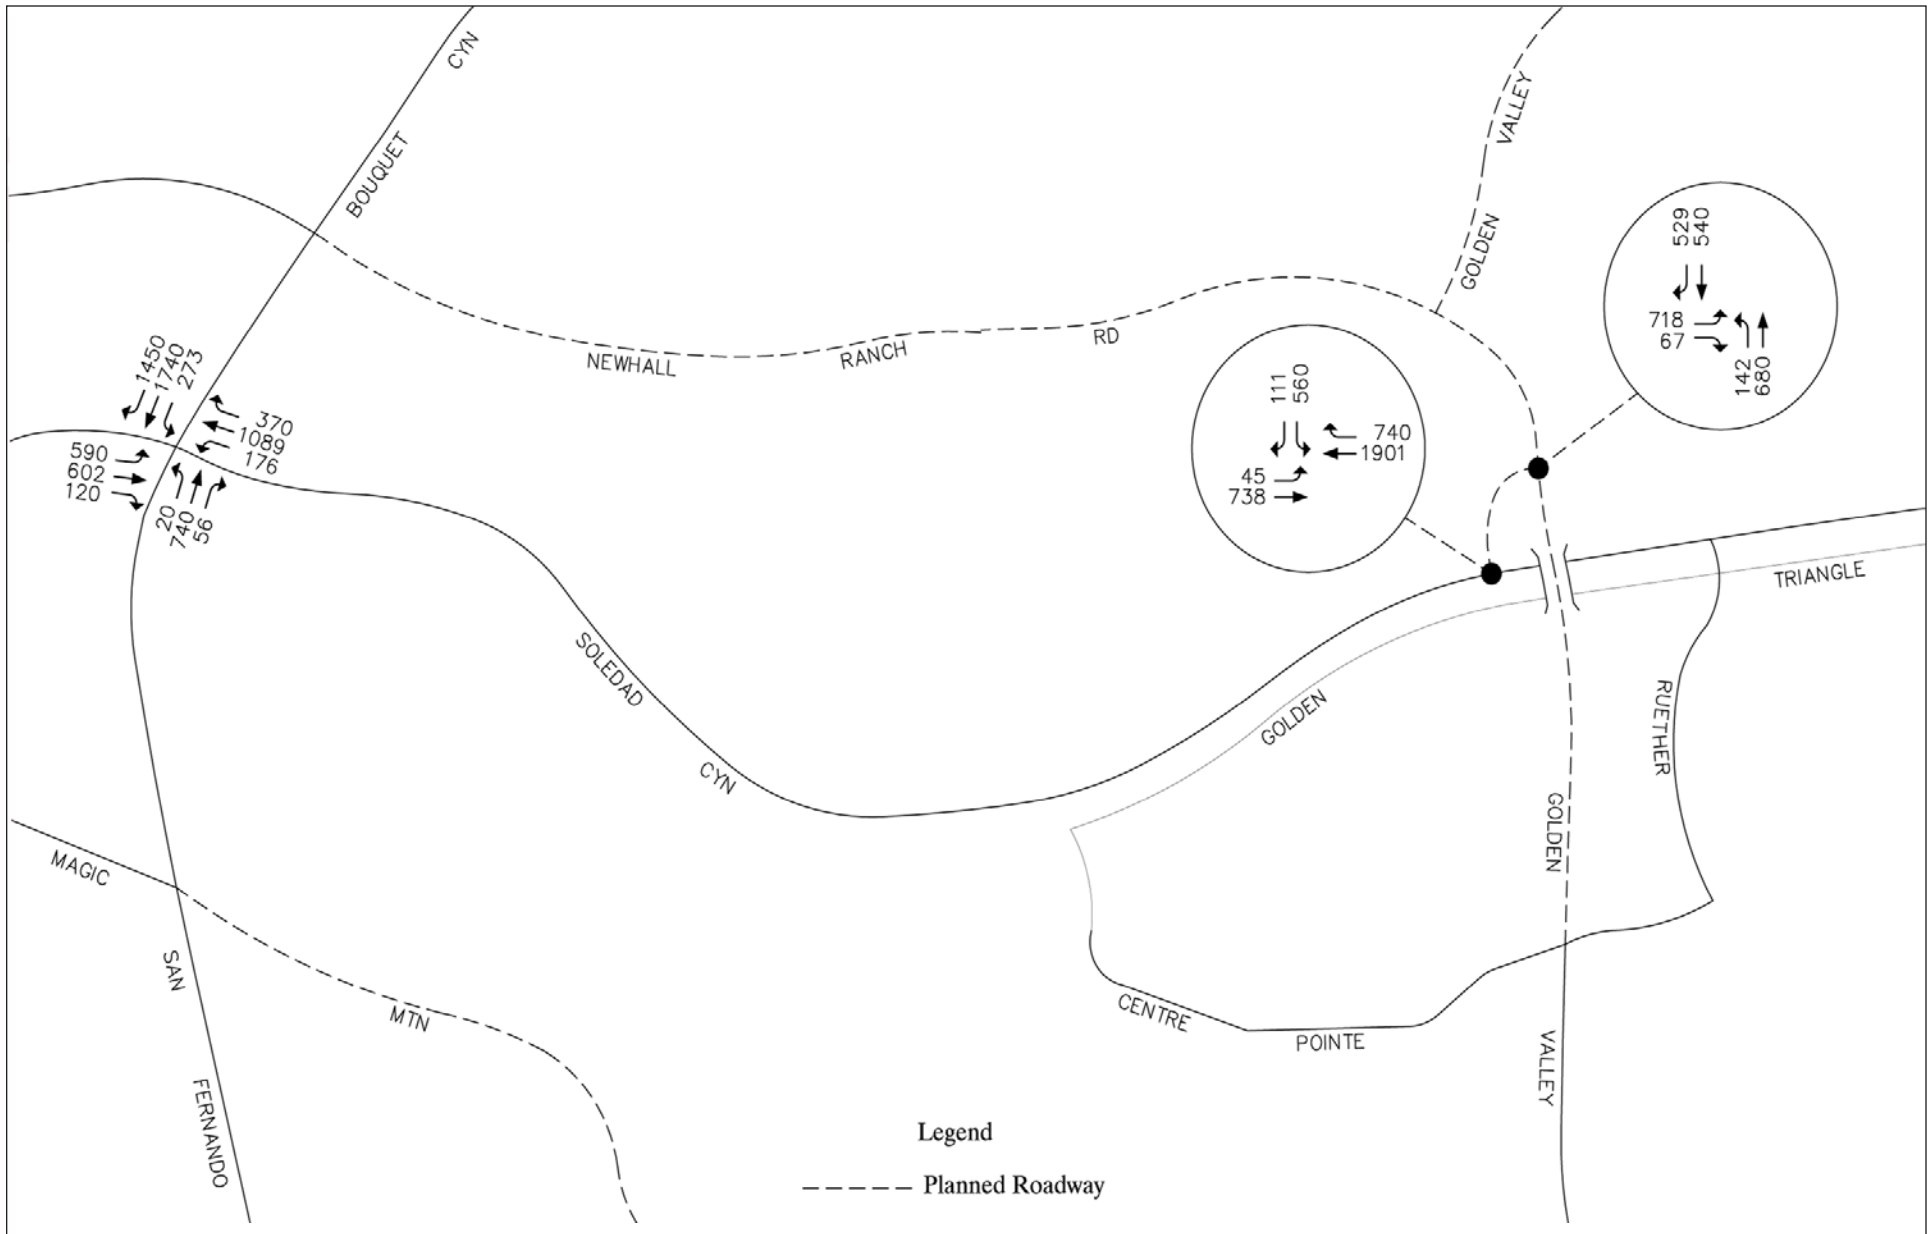 CYN
BOUQUET
VALLEY
GOLDEN
529
540
718
67
142
680
NEWHALL
RANCH
RD
111
560
740
1901
45
738
1450
1740
273
370
1089
176
590
602
120
20
740
56
TRIANGLE
SOLEDAD
CYN
GOLDEN
RUETHER
GOLDEN
VALLEY
MAGIC
MTN
SAN
FERNANDO
CENTRE
POINTE
Legend
Planned Roadway